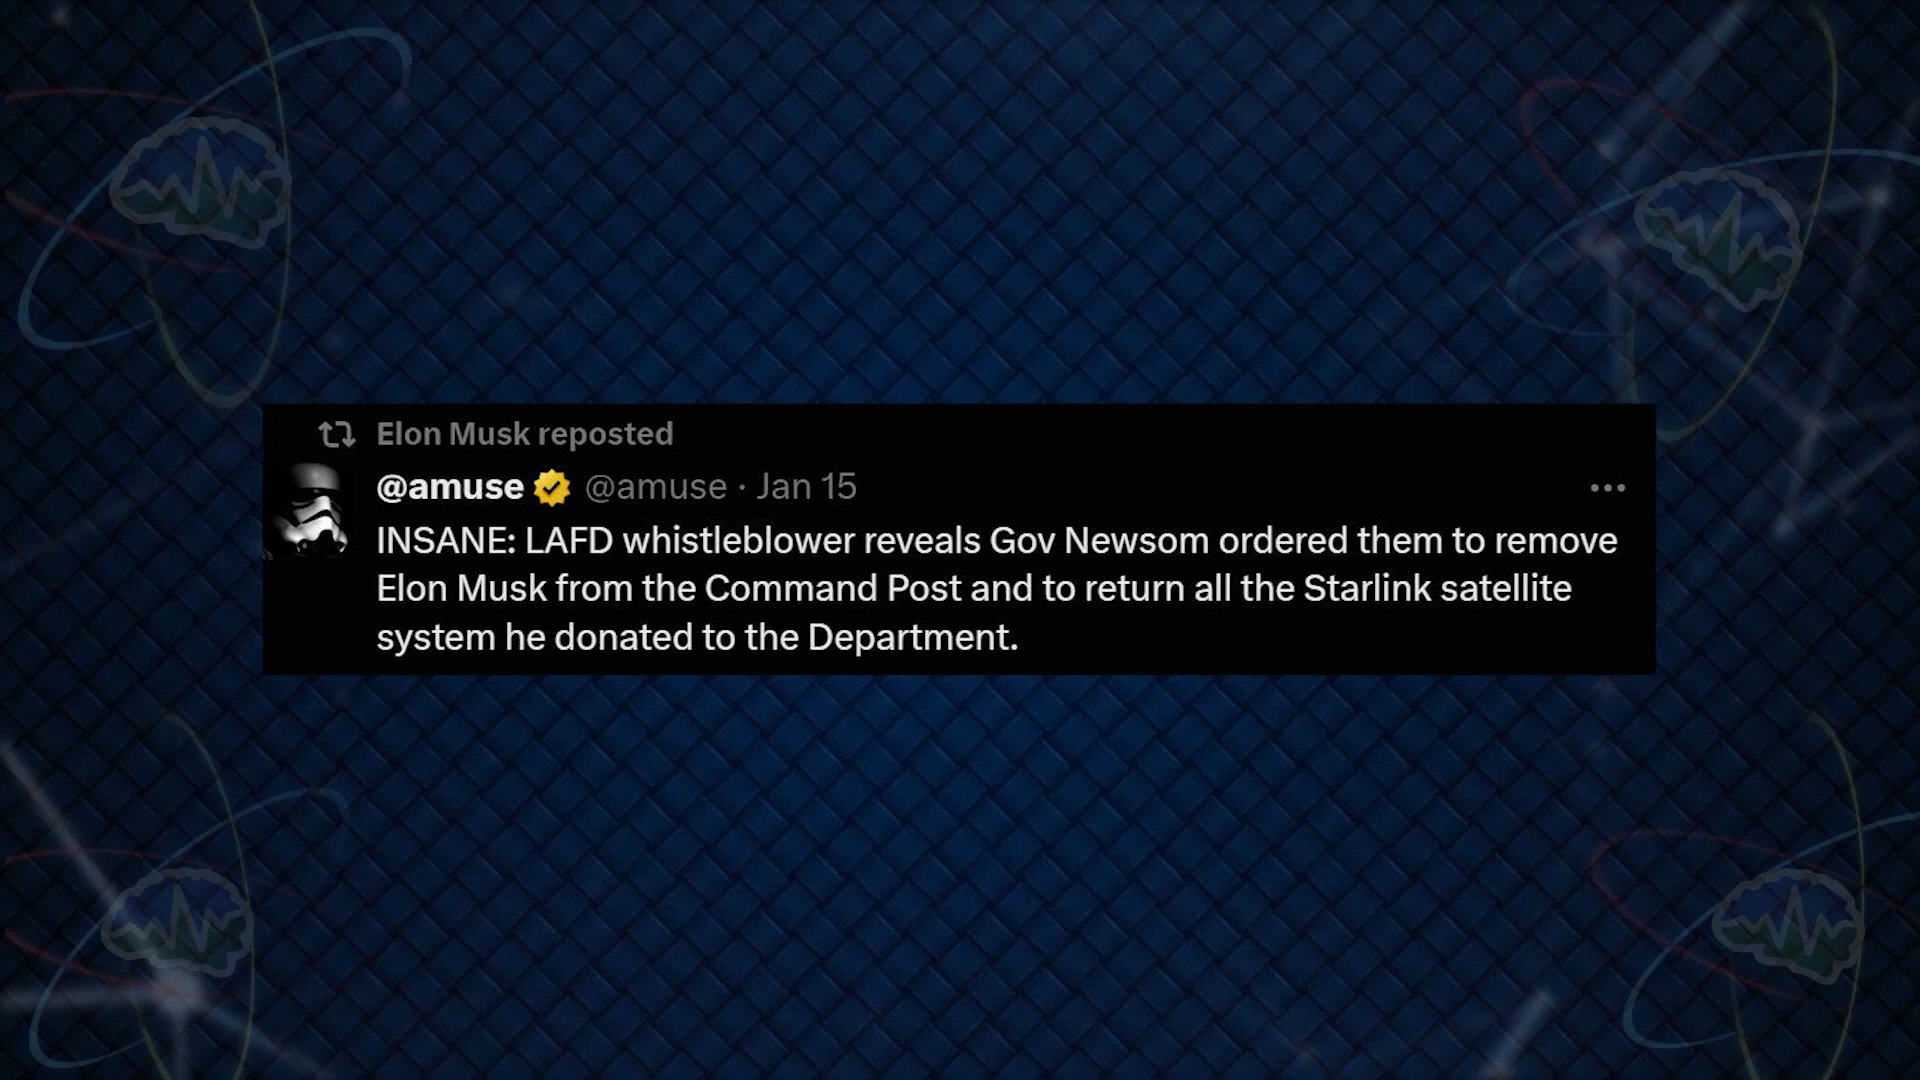 Elon Musk reposted
@amuse @amuse · Jan 15
INSANE: LAFD whistleblower reveals Gov Newsom ordered them to remove
Elon Musk from the Command Post and to return all the Starlink satellite
system he donated to the Department.